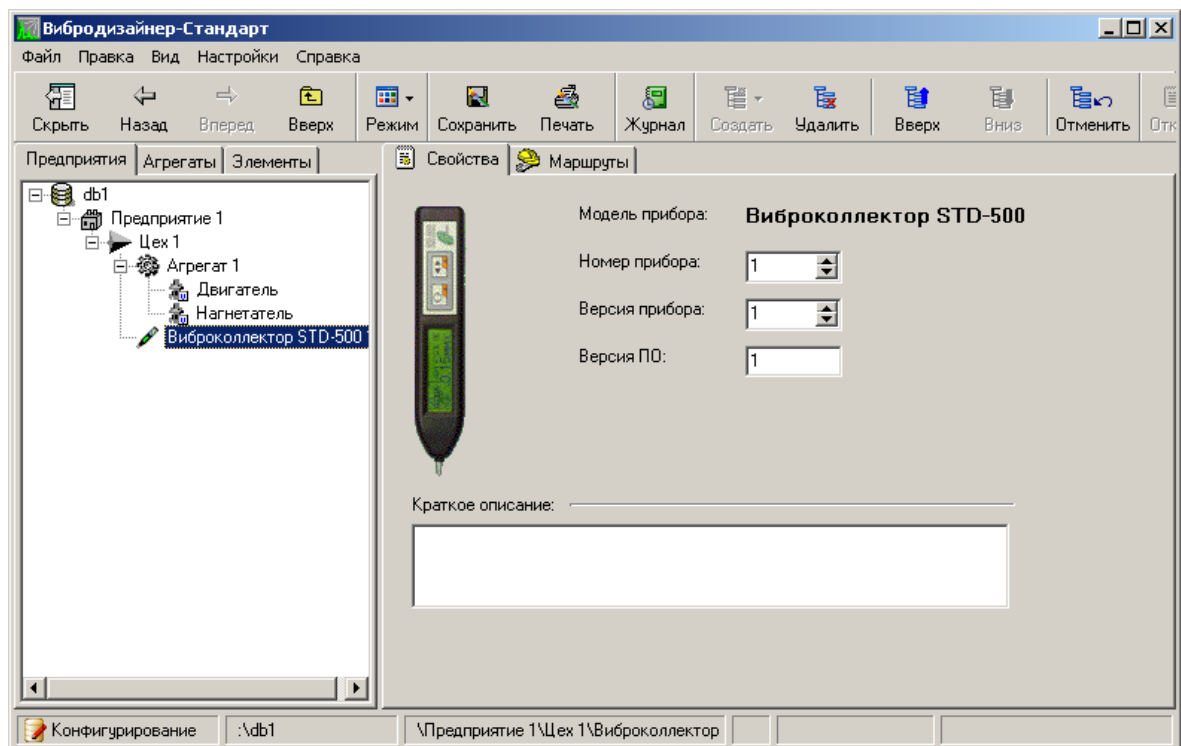 Вибродизайнер-Стандарт
Файл Правка Вид Настройки Справка
Скрыть Назад Вперед Вверх Режим Сохранить Печать Журнал Создать Удалить Вверх Вниз Отменить Отк
Предприятия Агрегаты Элементы Свойства Маршруты
db1
Предприятие 1
Цех 1
Агрегат 1
Двигатель
Нагнетатель
Виброколлектор STD-500
Модель прибора: Виброколлектор STD-500
Номер прибора: 1
Версия прибора: 1
Версия ПО: 1
Краткое описание:
Конфигурирование :\db1 \Предприятие 1\Цех 1\Виброколлектор